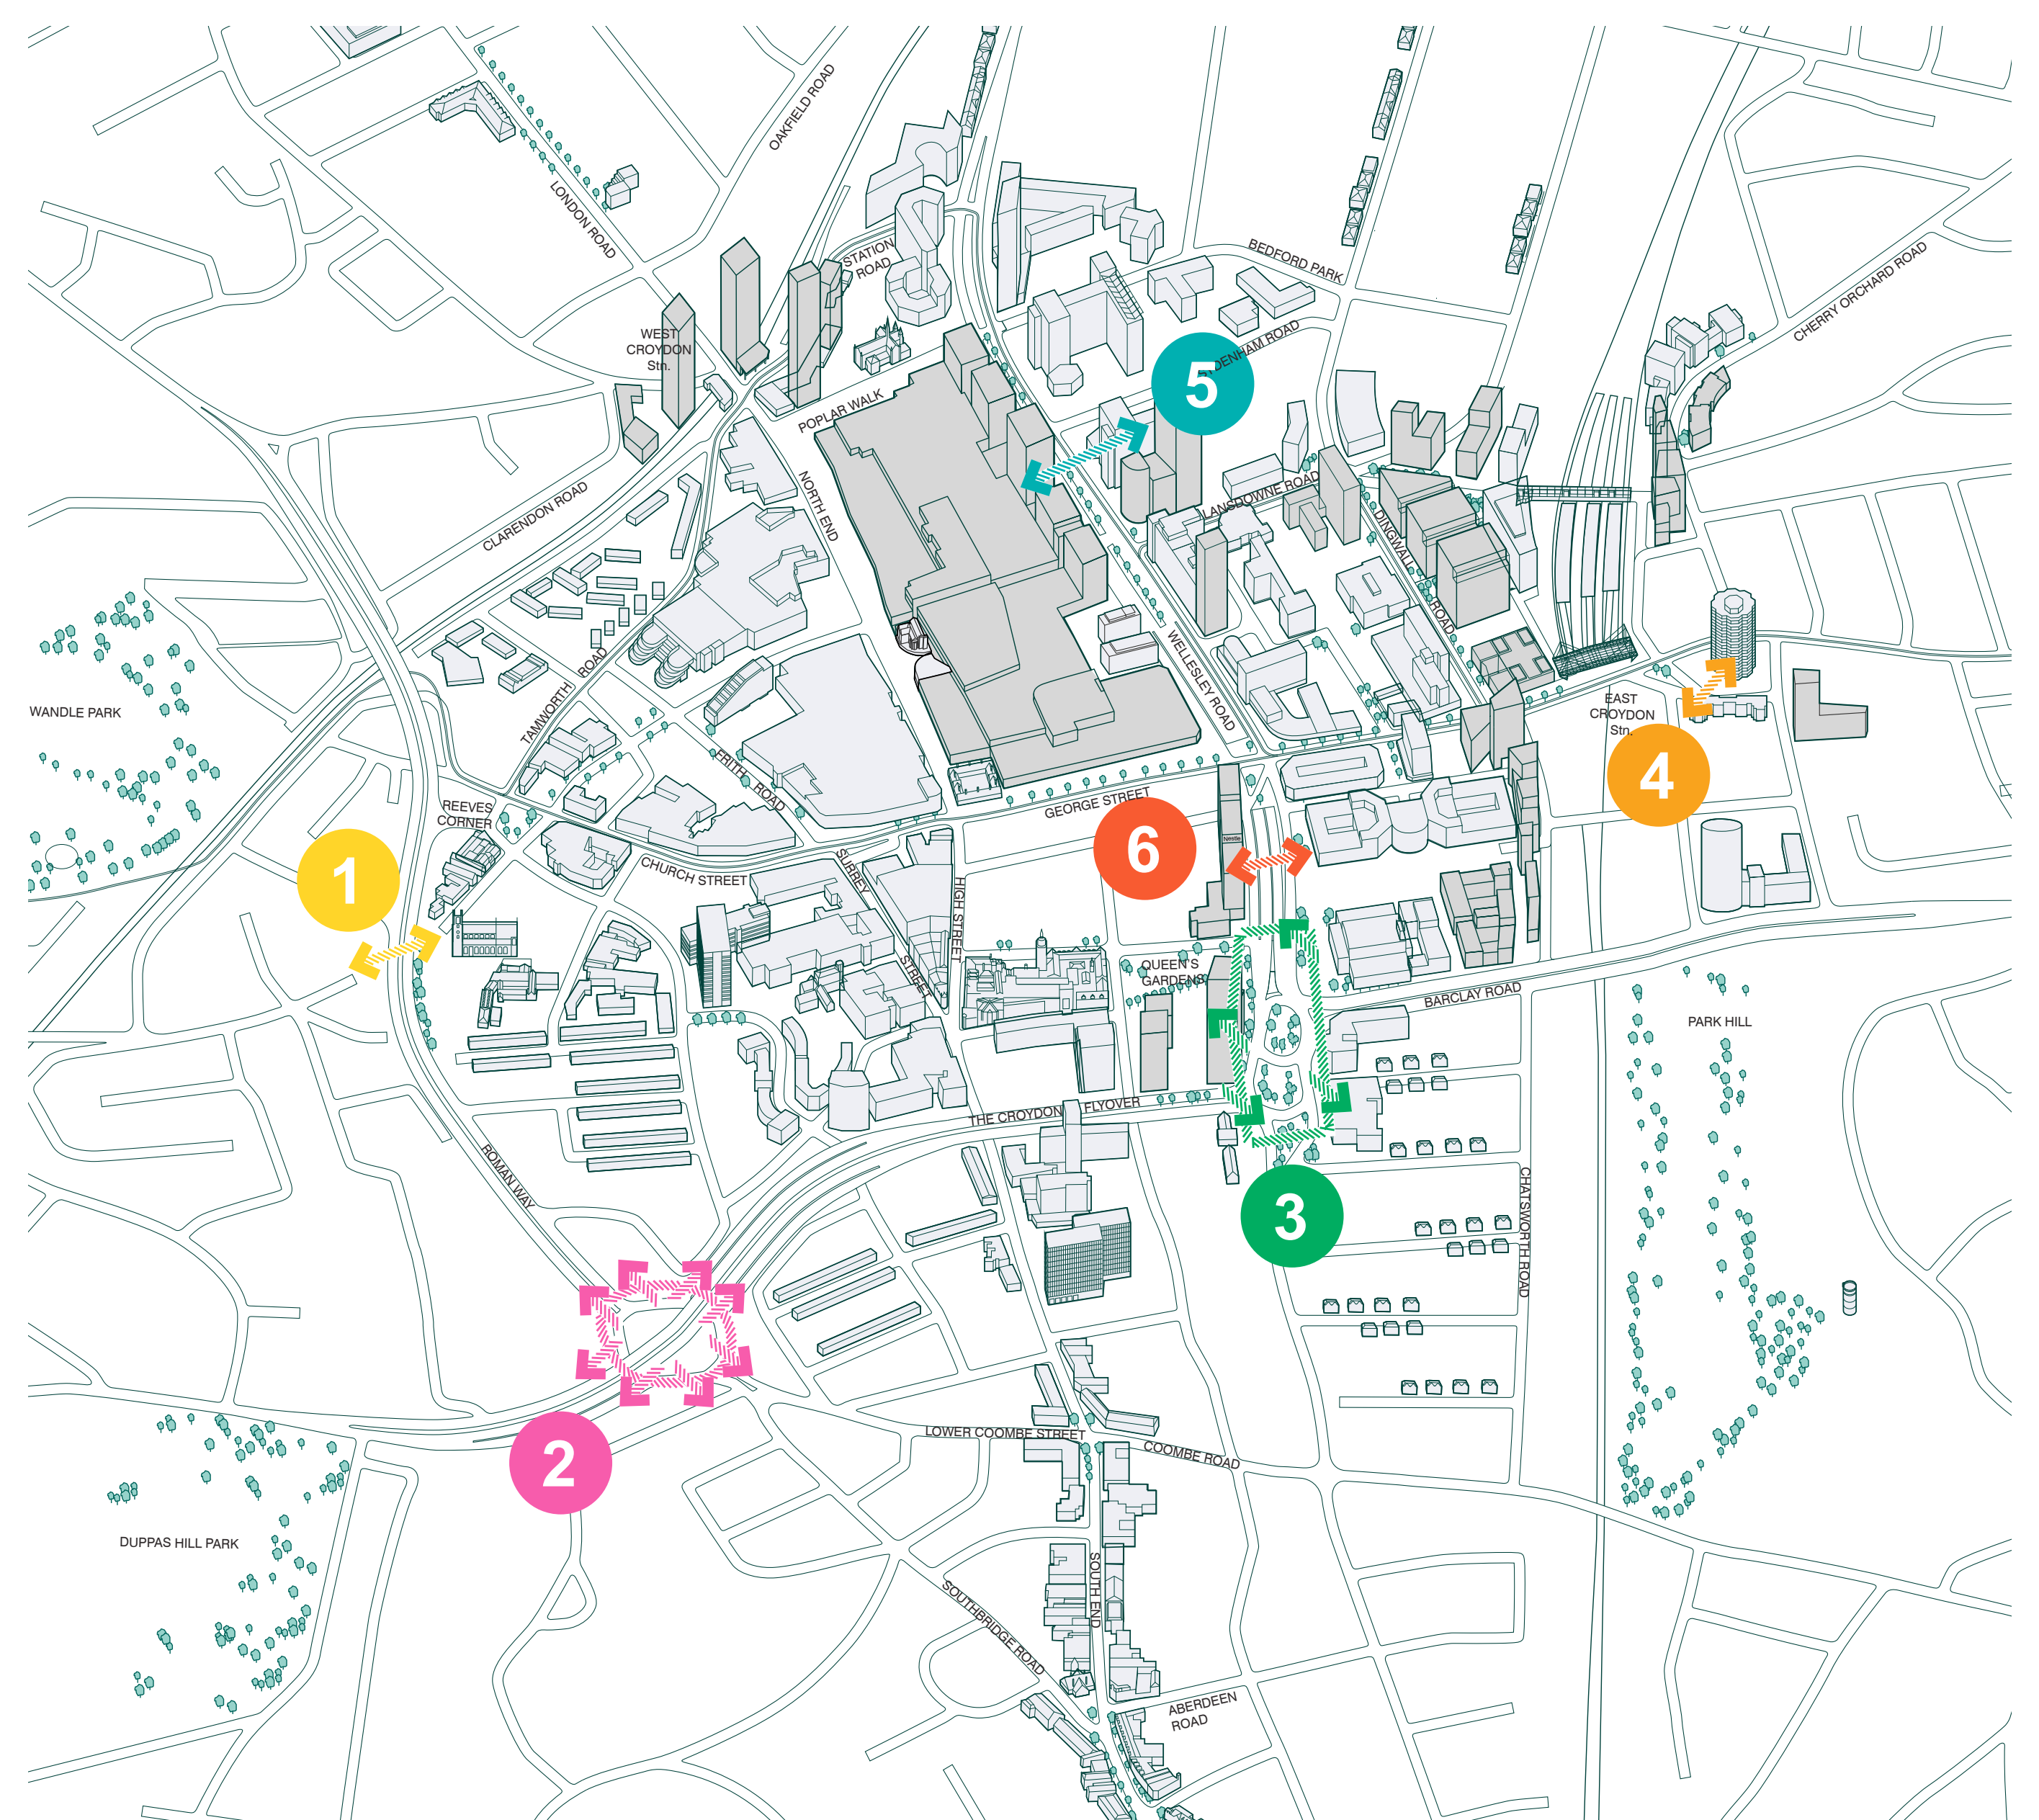 OAKFIELD ROAD
LONDON ROAD
STATION
ROAD
BEDFORD PARK
CHERRY ORCHARD ROAD
WEST
CROYDON
Stn.
5
POPLAR WALK
NORTH END
CLARENDON ROAD
LANSDOWNE ROAD
DINGWALL
ROAD
WELLESLEY ROAD
TAMWORTH ROAD
WANDLE PARK
EAST
CROYDON
Stn.
4
FRITH ROAD
REEVES
CORNER
GEORGE STREET
6
Nestle
1
CHURCH STREET
SURREY
STREET
HIGH STREET
QUEEN'S
GARDENS
BARCLAY ROAD
PARK HILL
THE CROYDON FLYOVER
ROMAN WAY
3
CHATSWORTH ROAD
2
LOWER COOMBE STREET
COOMBE ROAD
DUPPAS HILL PARK
SOUTH END
SOUTHBRIDGE ROAD
ABERDEEN
ROAD